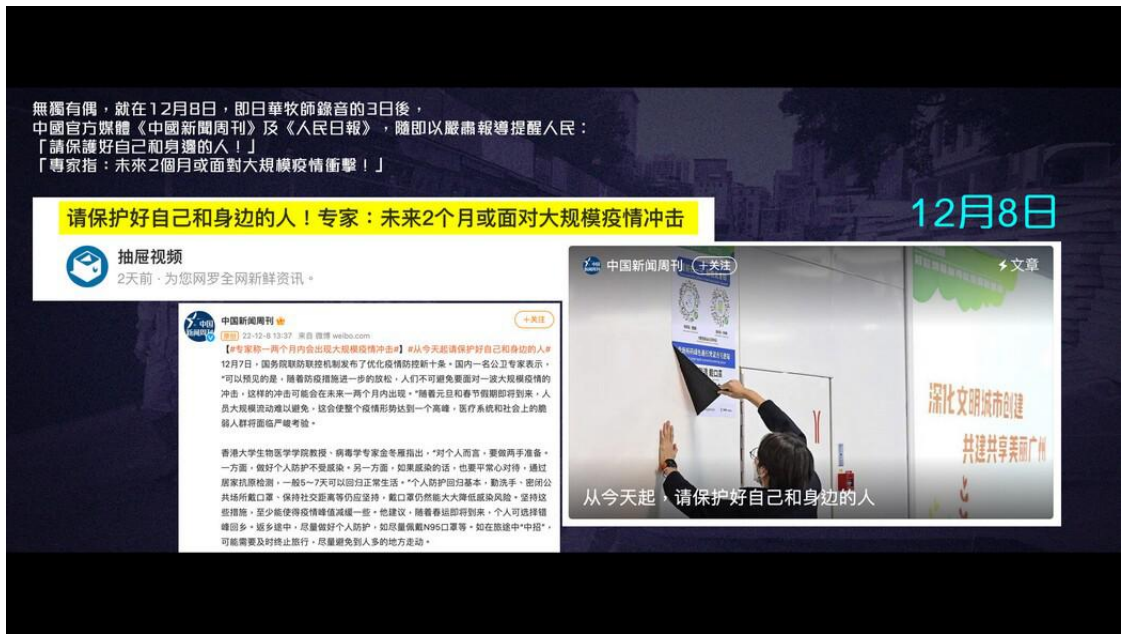 無獨有偶，就在12月8日，即日華牧師錄音的3日後，
中國官方媒體《中國新聞周刊》及《人民日報》，隨即以嚴肅報導提醒人民：
「請保護好自己和身邊的人！」
「專家指：未來2個月或面對大規模疫情衝擊！」
12月8日
请保护好自己和身边的人！专家：未来2个月或面对大规模疫情冲击
抽屉视频
2天前 · 为您网罗全网新鲜资讯。
中国新闻周刊
+关注
原创 22-12-8 13:37 来自 微博 weibo.com
【#专家称一两个月内会出现大规模疫情冲击#】#从今天起请保护好自己和身边的人#
12月7日，国务院联防联控机制发布了优化疫情防控新十条。国内一名公卫专家表示，
“可以预见的是，随着防疫措施进一步的放松，人们不可避免要面对一波大规模疫情的
冲击，这样的冲击可能会在未来一两个月内出现。”随着元旦和春节假期即将到来，人
员大规模流动难以避免，这会使整个疫情形势达到一个高峰，医疗系统和社会上的脆
弱人群将面临严峻考验。
香港大学生物医学学院教授、病毒学专家金冬雁指出，“对个人而言，要做两手准备。
一方面，做好个人防护不受感染。另一方面，如果感染的话，也要平常心对待，通过
居家抗原检测，一般5~7天可以回归正常生活。”个人防护回归基本，勤洗手、密闭公
共场所戴口罩、保持社交距离等仍应坚持，戴口罩仍然能大大降低感染风险。坚持这
些措施，至少能使得疫情峰值减缓一些。他建议，随着春运即将到来，个人可选择错
峰回乡。返乡途中，尽量做好个人防护，如尽量佩戴N95口罩等。如在旅途中“中招”，
可能需要及时终止旅行，尽量避免到人多的地方走动。
中国新闻周刊
+关注
文章
深化文明城市创建
共建共享美丽广州
从今天起，请保护好自己和身边的人